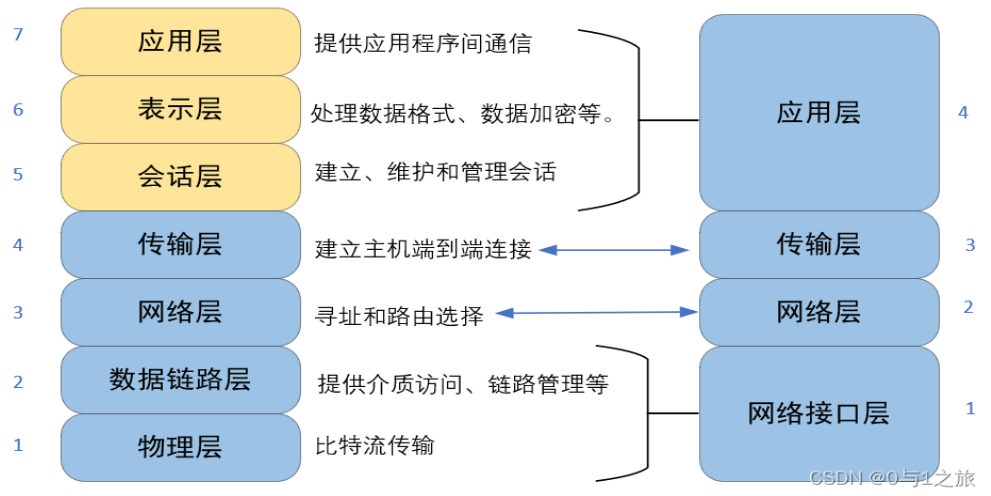 7 应用层 提供应用程序间通信
6 表示层 处理数据格式、数据加密等。 应用层 4
5 会话层 建立、维护和管理会话
4 传输层 建立主机端到端连接 传输层 3
3 网络层 寻址和路由选择 网络层 2
2 数据链路层 提供介质访问、链路管理等
网络接口层 1
1 物理层 比特流传输
CSDN @0与1之旅